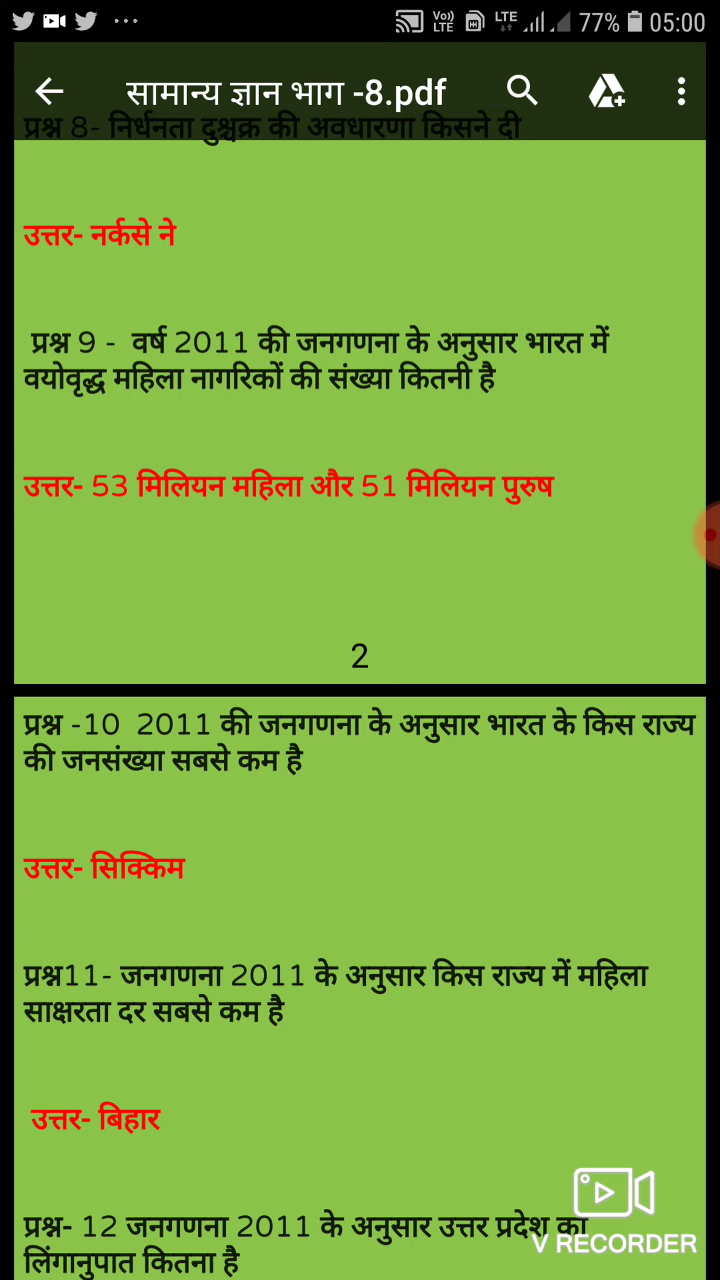 Vo)) LTE LTE 77% 05:00
सामान्य ज्ञान भाग -8.pdf
प्रश्न 8- निर्धनता दुश्चक्र की अवधारणा किसने दी
उत्तर- नर्कसे ने
प्रश्न 9 - वर्ष 2011 की जनगणना के अनुसार भारत में
वयोवृद्ध महिला नागरिकों की संख्या कितनी है
उत्तर- 53 मिलियन महिला और 51 मिलियन पुरुष
2
प्रश्न -10 2011 की जनगणना के अनुसार भारत के किस राज्य
की जनसंख्या सबसे कम है
उत्तर- सिक्किम
प्रश्न11- जनगणना 2011 के अनुसार किस राज्य में महिला
साक्षरता दर सबसे कम है
उत्तर- बिहार
प्रश्न- 12 जनगणना 2011 के अनुसार उत्तर प्रदेश का
लिंगानुपात कितना है
V RECORDER